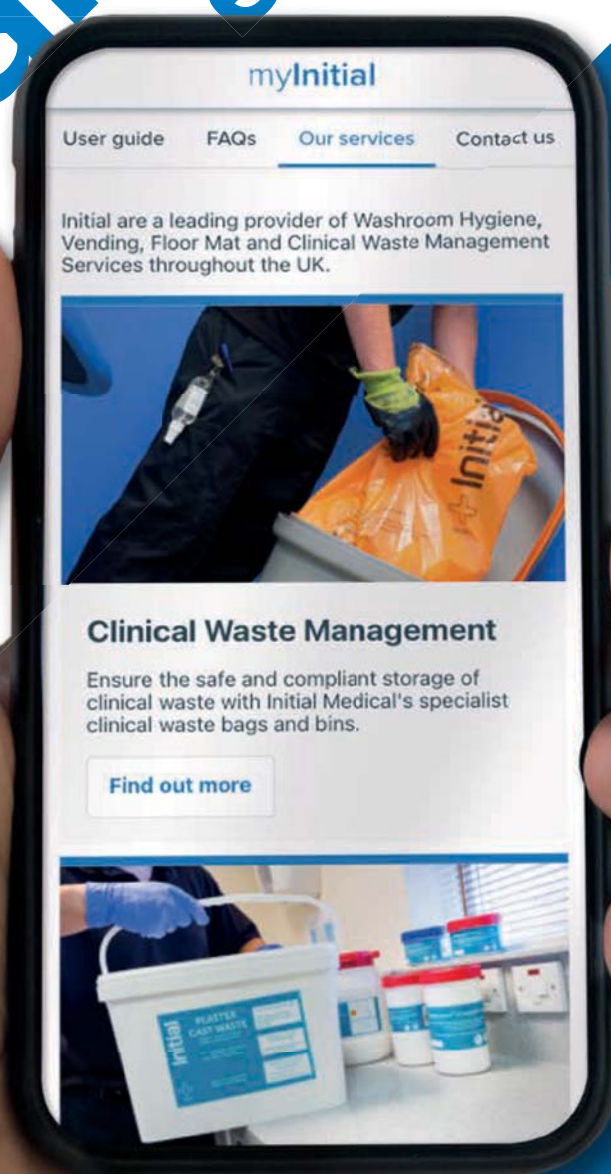 myInitial
User guide FAQs Our services Contact us
Initial are a leading provider of Washroom Hygiene,
Vending, Floor Mat and Clinical Waste Management
Services throughout the UK.
Initial
Clinical Waste Management
Ensure the safe and compliant storage of
clinical waste with Initial Medical's specialist
clinical waste bags and bins.
Find out more
Initial
PLASTER
CAST WASTE